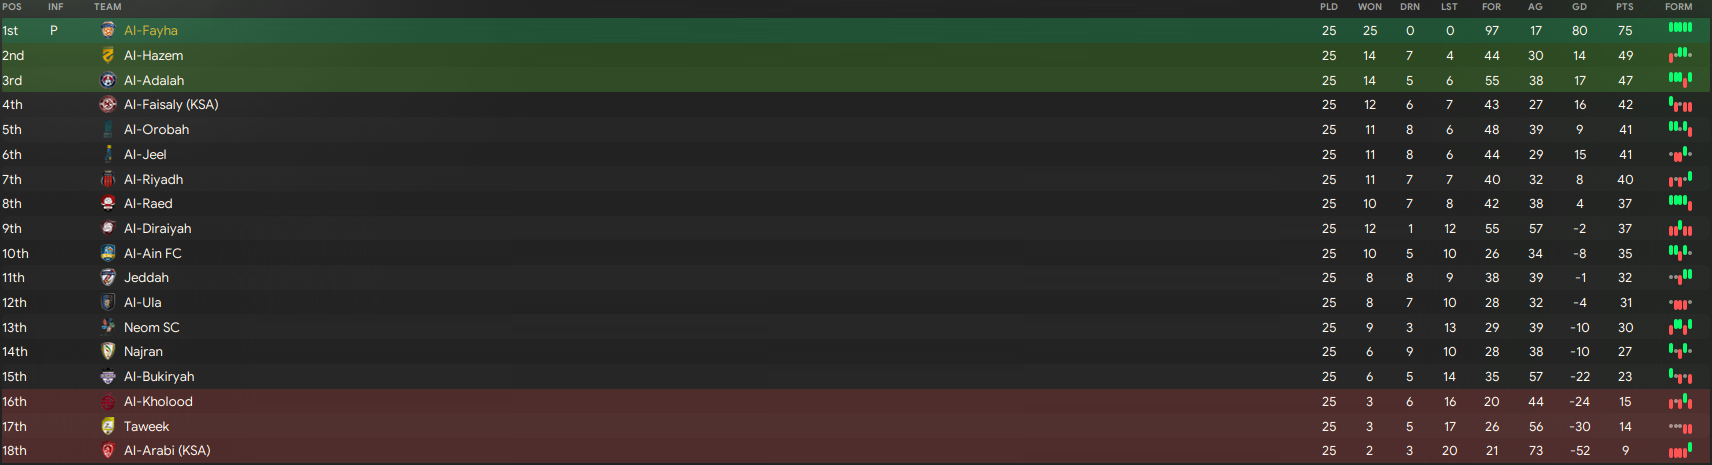 POS INF TEAM PLD WON DRN LST FOR AG GD PTS FORM
1st P Al-Fayha 25 25 0 0 97 17 80 75
2nd Al-Hazem 25 14 7 4 44 30 14 49
3rd Al-Adalah 25 14 5 6 55 38 17 47
4th Al-Faisaly (KSA) 25 12 6 7 43 27 16 42
5th Al-Orobah 25 11 8 6 48 39 9 41
6th Al-Jeel 25 11 8 6 44 29 15 41
7th Al-Riyadh 25 11 7 7 40 32 8 40
8th Al-Raed 25 10 7 8 42 38 4 37
9th Al-Diraiyah 25 12 1 12 55 57 -2 37
10th Al-Ain FC 25 10 5 10 26 34 -8 35
11th Jeddah 25 8 8 9 38 39 -1 32
12th Al-Ula 25 8 7 10 28 32 -4 31
13th Neom SC 25 9 3 13 29 39 -10 30
14th Najran 25 6 9 10 28 38 -10 27
15th Al-Bukiryah 25 6 5 14 35 57 -22 23
16th Al-Kholood 25 3 6 16 20 44 -24 15
17th Taweek 25 3 5 17 26 56 -30 14
18th Al-Arabi (KSA) 25 2 3 20 21 73 -52 9